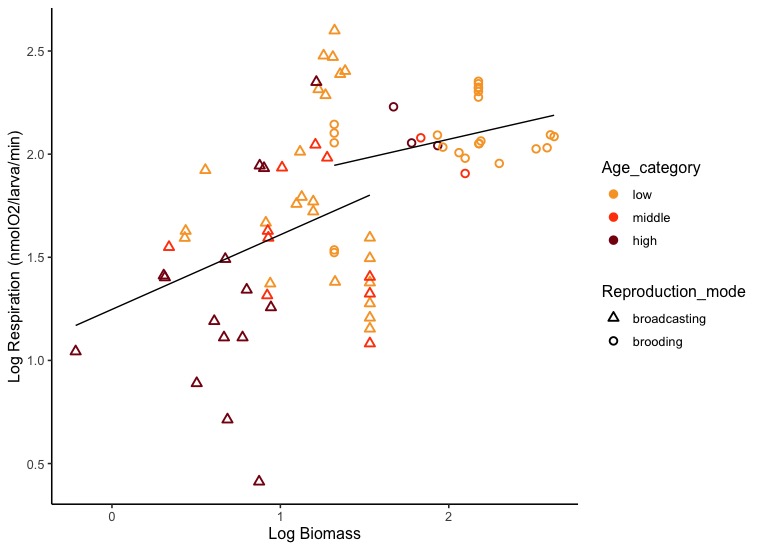 Log Respiration (nmolO2/larva/min)
2.5
2.0
1.5
1.0
0.5
0
1
2
Log Biomass
Age_category
low
middle
high
Reproduction_mode
broadcasting
brooding